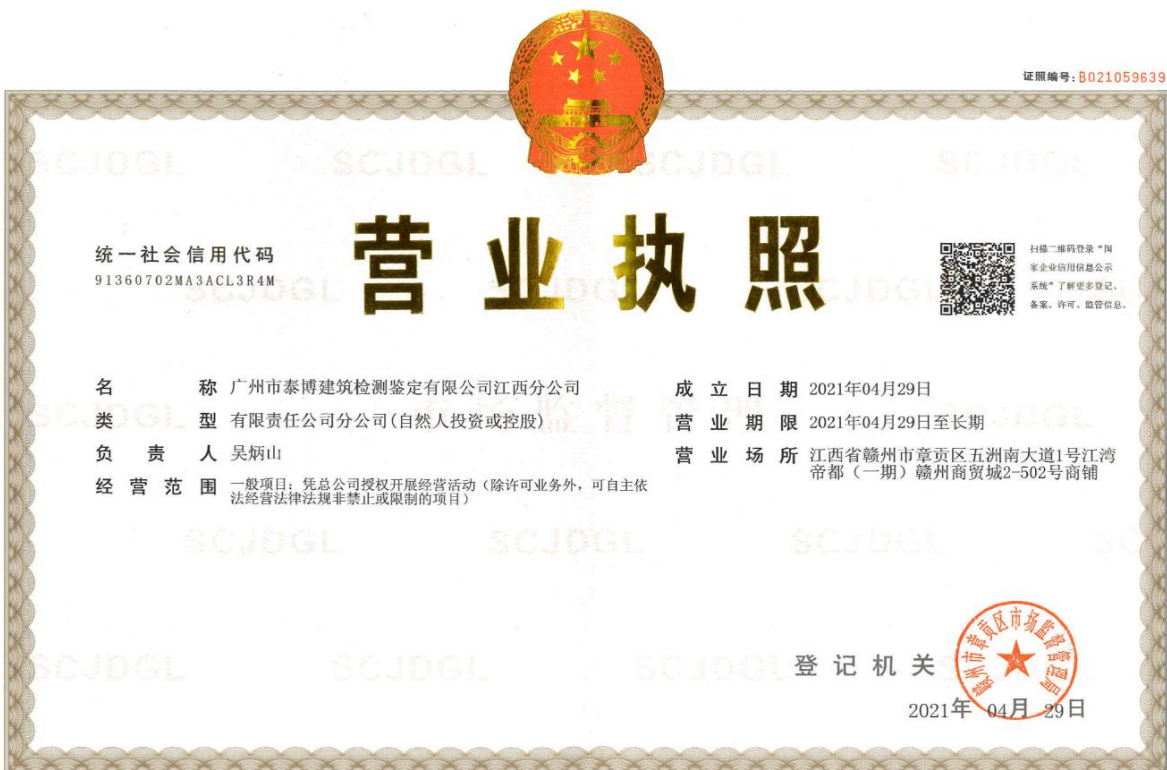 证照编号:B021059639
统一社会信用代码
91360702MA3ACL3R4M
营业执照
扫描二维码登录“国
家企业信用信息公示
系统”了解更多登记、
备案、许可、监管信息。
名称 广州市泰博建筑检测鉴定有限公司江西分公司
类型 有限责任公司分公司(自然人投资或控股)
负责人 吴炳山
经营范围 一般项目：凭总公司授权开展经营活动（除许可业务外，可自主依
法经营法律法规非禁止或限制的项目）
成立日期 2021年04月29日
营业期限 2021年04月29日至长期
营业场所 江西省赣州市章贡区五洲南大道1号江湾
帝都（一期）赣州商贸城2-502号商铺
登记机关
赣州市章贡区市场监督管理局
2021年 04月 29日
SCJDGL